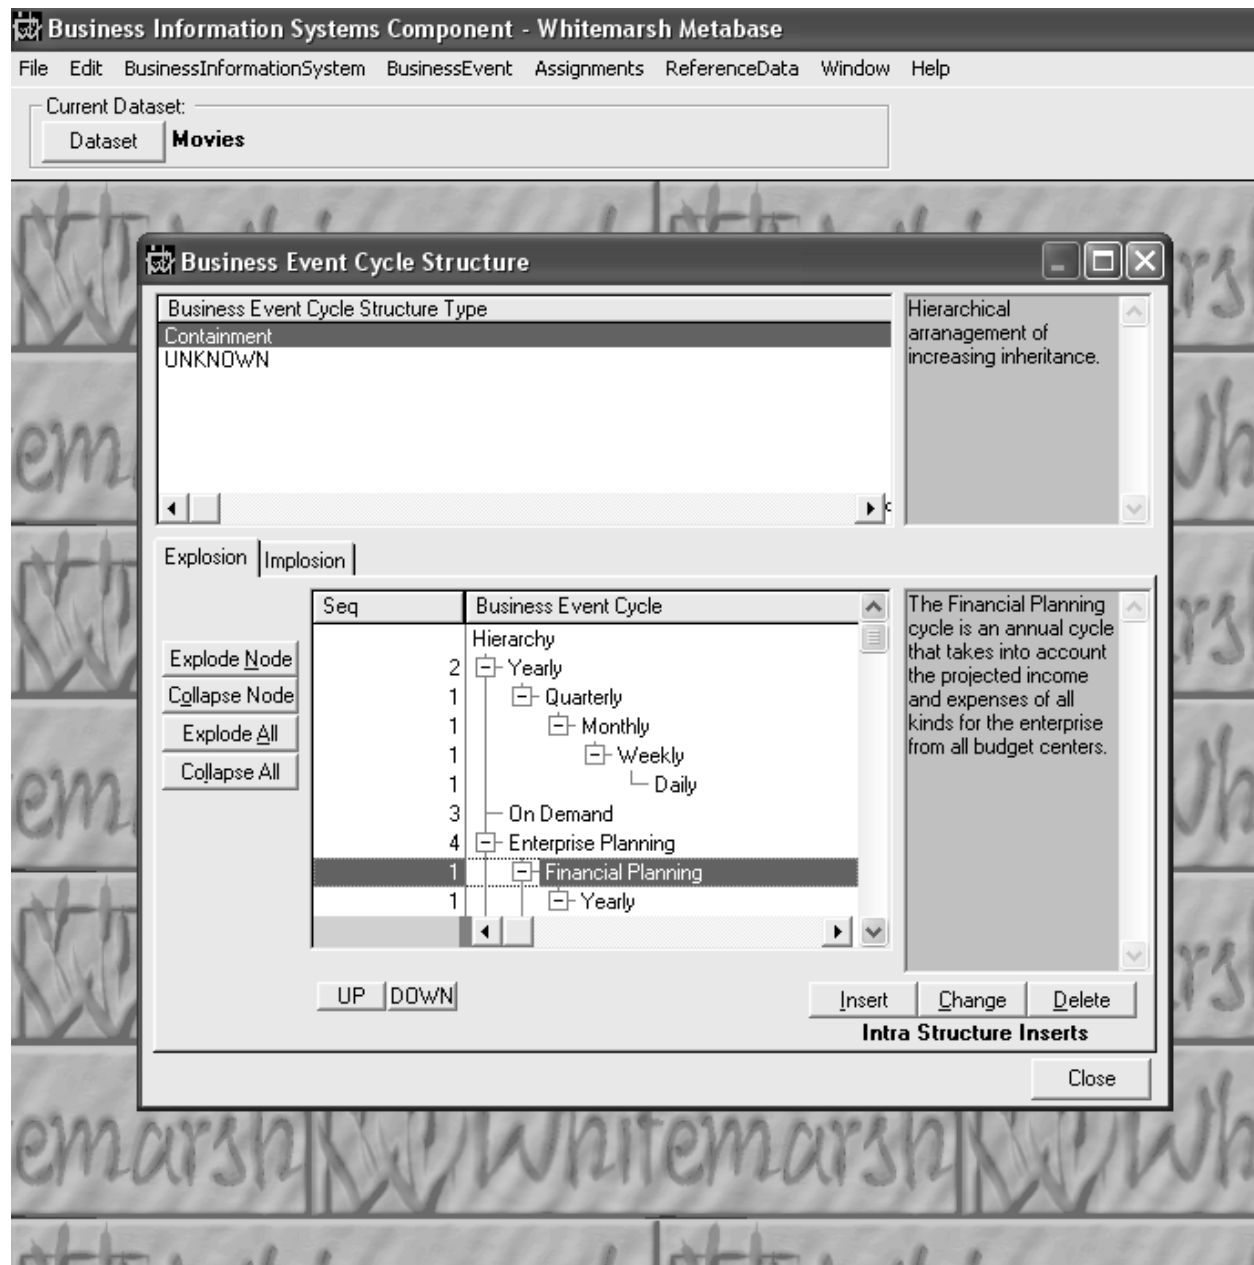 Business Information Systems Component - Whitemarsh Metabase
File Edit BusinessInformationSystem BusinessEvent Assignments ReferenceData Window Help
Current Dataset:
Dataset Movies
Business Event Cycle Structure
Business Event Cycle Structure Type
Containment
UNKNOWN
Hierarchical
arranagement of
increasing inheritance.
Explosion Implosion
Explode Node
Collapse Node
Explode All
Collapse All
Seq Business Event Cycle
Hierarchy
2 Yearly
1 Quarterly
1 Monthly
1 Weekly
1 Daily
3 On Demand
4 Enterprise Planning
1 Financial Planning
1 Yearly
The Financial Planning
cycle is an annual cycle
that takes into account
the projected income
and expenses of all
kinds for the enterprise
from all budget centers.
UP DOWN
Insert Change Delete
Intra Structure Inserts
Close
emarsh Whitemarsh Wh